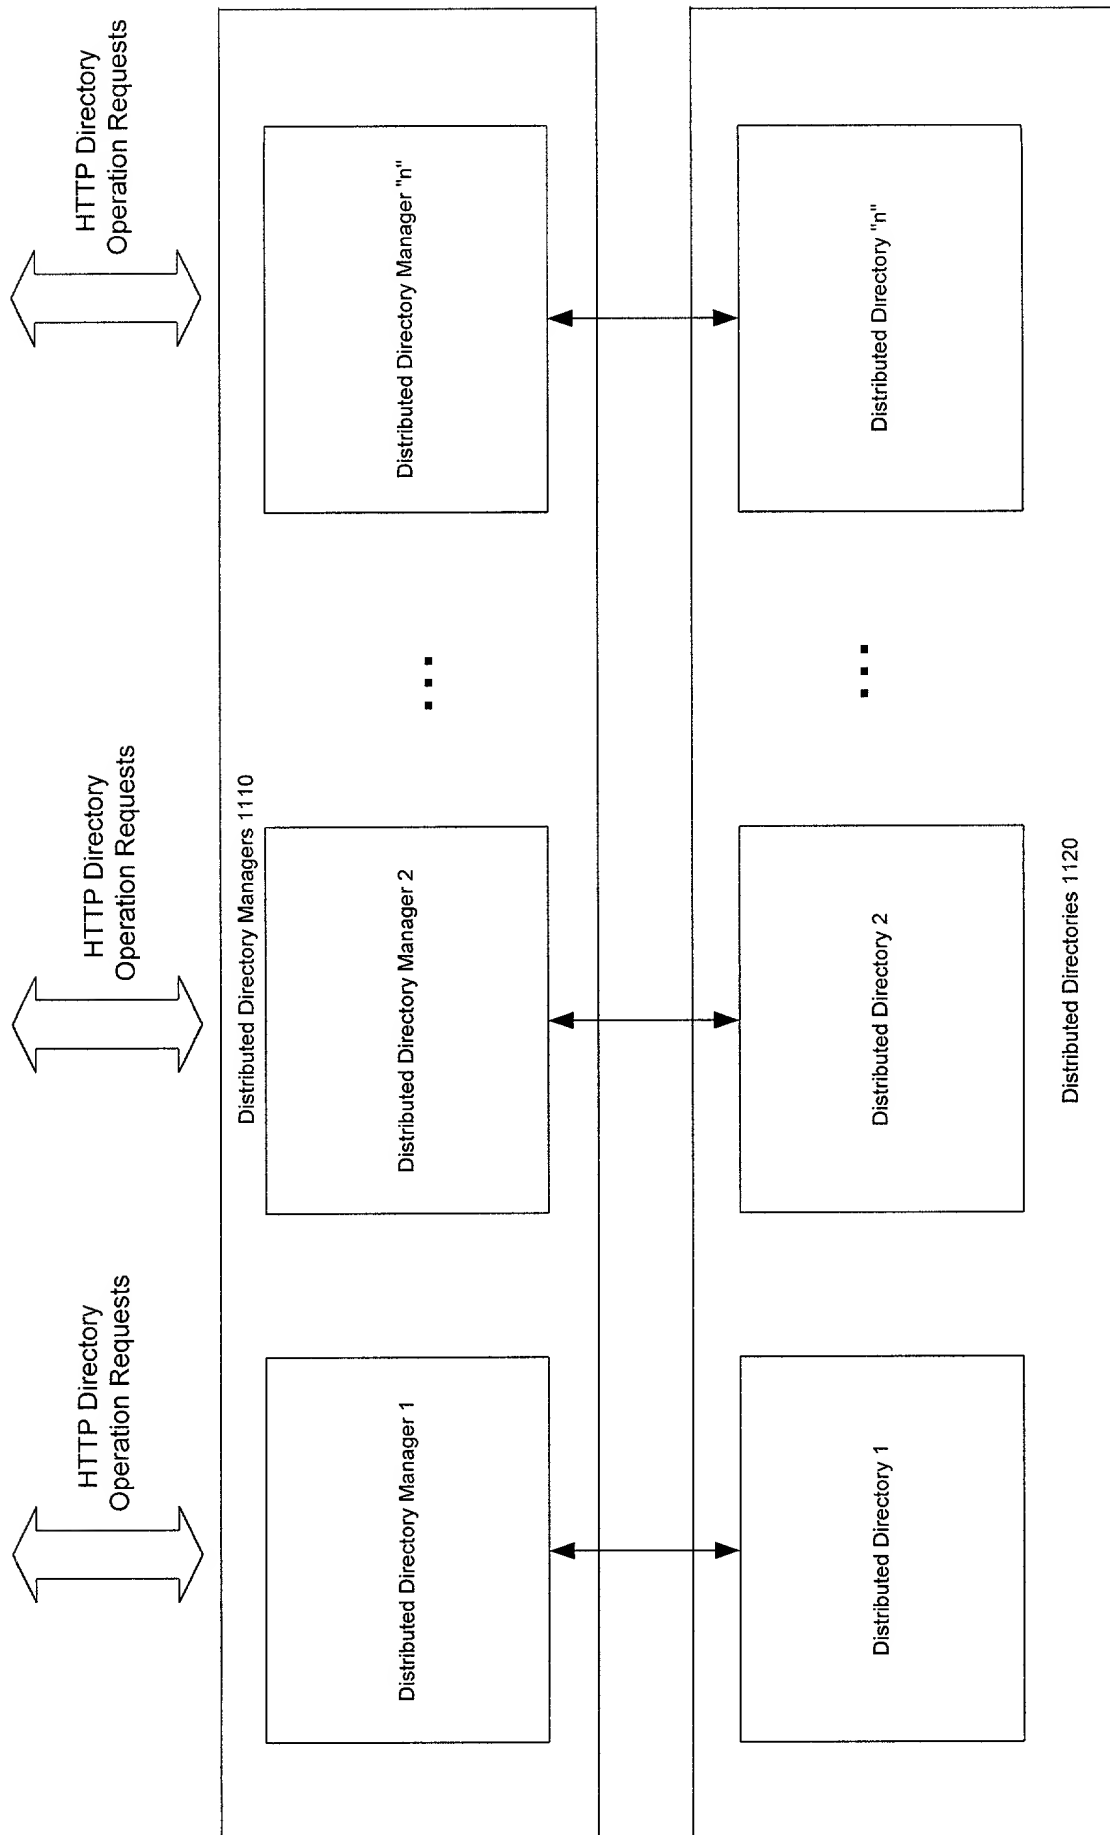 HTTP Directory
Operation Requests
HTTP Directory
Operation Requests
HTTP Directory
Operation Requests
Distributed Directory Managers 1110
Distributed Directory Manager 1
Distributed Directory Manager 2
...
Distributed Directory Manager "n"
Distributed Directory 1
Distributed Directory 2
...
Distributed Directory "n"
Distributed Directories 1120